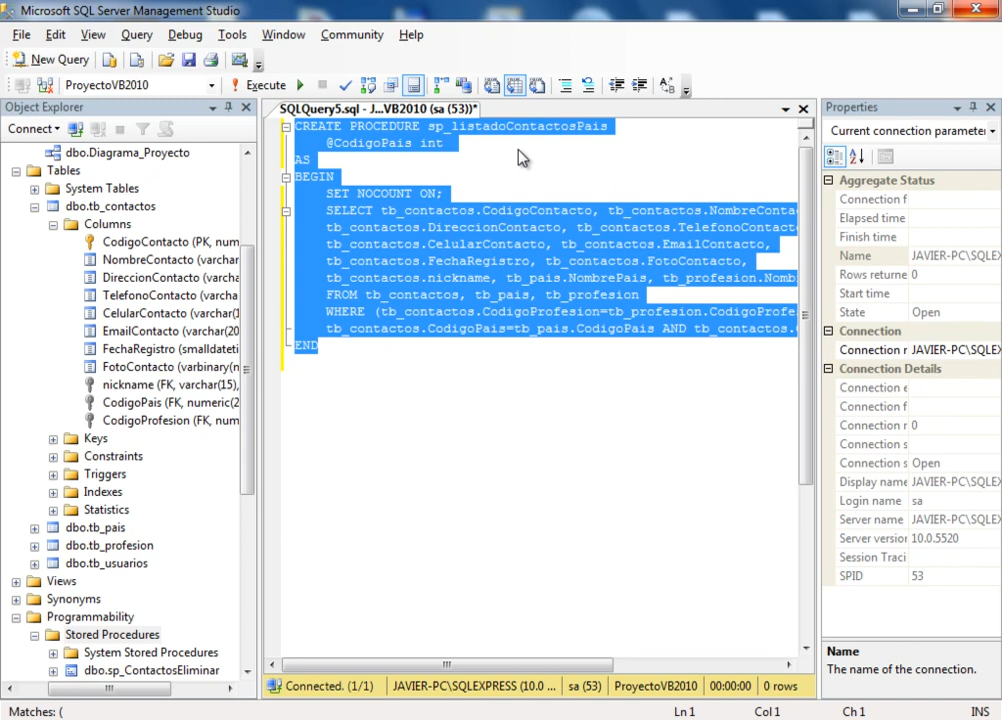 Microsoft SQL Server Management Studio
File Edit View Query Debug Tools Window Community Help
New Query
ProyectoVB2010 Execute
Object Explorer
Connect
dbo.Diagrama_Proyecto
Tables
System Tables
dbo.tb_contactos
Columns
CodigoContacto (PK, num
NombreContacto (varchar
DireccionContacto (varcha
TelefonoContacto (varchar
CelularContacto (varchar(1
EmailContacto (varchar(20
FechaRegistro (smalldateti
FotoContacto (varbinary(n
nickname (FK, varchar(15),
CodigoPais (FK, numeric(2
CodigoProfesion (FK, num
Keys
Constraints
Triggers
Indexes
Statistics
dbo.tb_pais
dbo.tb_profesion
dbo.tb_usuarios
Views
Synonyms
Programmability
Stored Procedures
System Stored Procedures
dbo.sp_ContactosEliminar
SQLQuery5.sql - J...VB2010 (sa (53))*
CREATE PROCEDURE sp_listadoContactosPais
@CodigoPais int
AS
BEGIN
SET NOCOUNT ON;
SELECT tb_contactos.CodigoContacto, tb_contactos.NombreConta
tb_contactos.DireccionContacto, tb_contactos.TelefonoContacto
tb_contactos.CelularContacto, tb_contactos.EmailContacto,
tb_contactos.FechaRegistro, tb_contactos.FotoContacto,
tb_contactos.nickname, tb_pais.NombrePais, tb_profesion.Nomb
FROM tb_contactos, tb_pais, tb_profesion
WHERE (tb_contactos.CodigoProfesion=tb_profesion.CodigoProfe
tb_contactos.CodigoPais=tb_pais.CodigoPais AND tb_contactos.
END
Connected. (1/1) JAVIER-PC\SQLEXPRESS (10.0 ... sa (53) ProyectoVB2010 00:00:00 0 rows
Properties
Current connection paramete
Aggregate Status
Connection f
Elapsed time
Finish time
Name JAVIER-PC\SQLEX
Rows returne 0
Start time
State Open
Connection
Connection r JAVIER-PC\SQLEX
Connection Details
Connection e
Connection f
Connection r 0
Connection s
Connection s Open
Display name JAVIER-PC\SQLEX
Login name sa
Server name JAVIER-PC\SQLEX
Server version 10.0.5520
Session Traci
SPID 53
Name
The name of the connection.
Matches: ( Ln 1 Col 1 Ch 1 INS